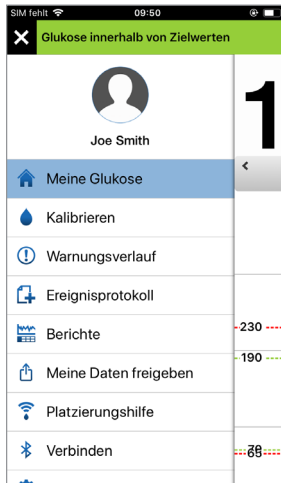 SIM fehlt 09:50
Glukose innerhalb von Zielwerten
1
Joe Smith
Meine Glukose
Kalibrieren
Warnungsverlauf
Ereignisprotokoll
Berichte
230
190
Meine Daten freigeben
Platzierungshilfe
Verbinden
70
65